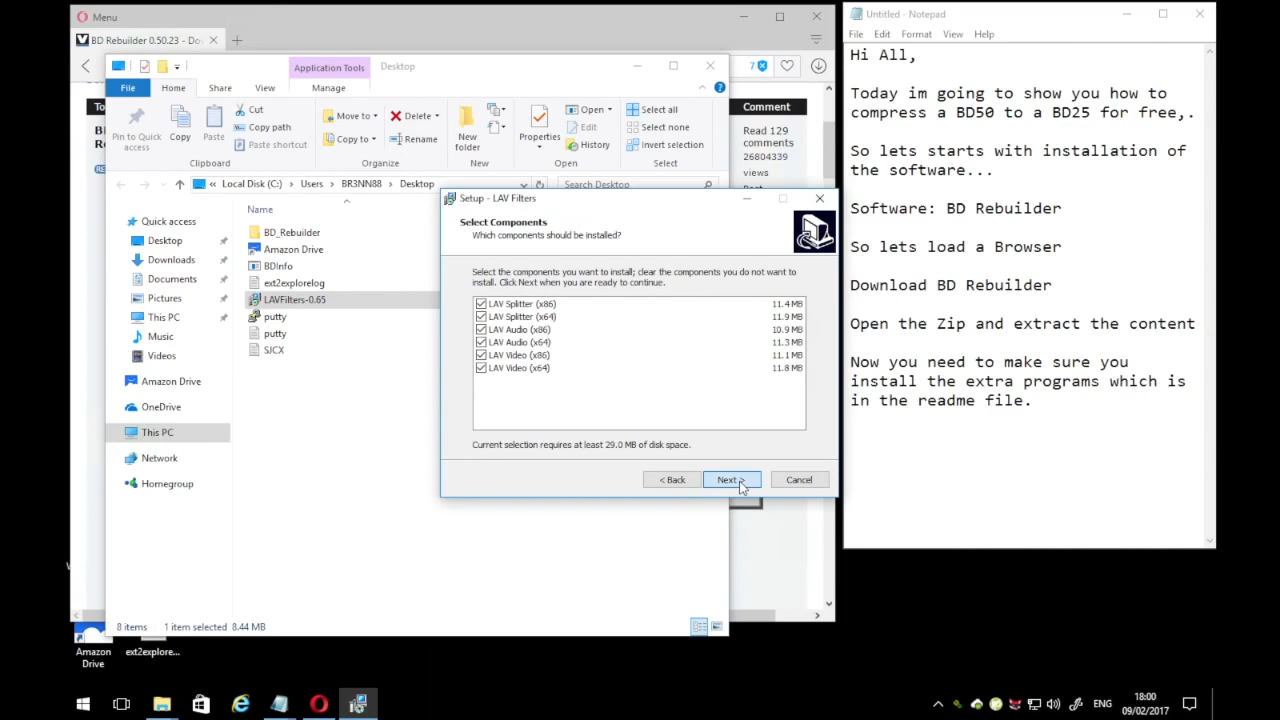 Menu
BD Rebuilder 0.50.23 - Do
7
To
BI
R
Comment
Read 129
comments
26804339
views
Application Tools
Desktop
File
Home
Share
View
Manage
Pin to Quick
access
Copy
Paste
Cut
Copy path
Paste shortcut
Clipboard
Move to
Copy to
Delete
Rename
Organize
New
folder
New
Properties
Open
Edit
History
Open
Select all
Select none
Invert selection
Select
« Local Disk (C:) > Users > BR3NN88 > Desktop
Search Desktop
Quick access
Desktop
Downloads
Documents
Pictures
This PC
Music
Videos
Amazon Drive
OneDrive
This PC
Network
Homegroup
Name
BD_Rebuilder
Amazon Drive
BDInfo
ext2explorelog
LAVFilters-0.65
putty
putty
SJCX
8 items 1 item selected 8.44 MB
Setup - LAV Filters
Select Components
Which components should be installed?
Select the components you want to install; clear the components you do not want to
install. Click Next when you are ready to continue.
LAV Splitter (x86) 11.4 MB
LAV Splitter (x64) 11.9 MB
LAV Audio (x86) 10.9 MB
LAV Audio (x64) 11.3 MB
LAV Video (x86) 11.1 MB
LAV Video (x64) 11.8 MB
Current selection requires at least 29.0 MB of disk space.
< Back
Next >
Cancel
Untitled - Notepad
File Edit Format View Help
Hi All,
Today im going to show you how to
compress a BD50 to a BD25 for free,.
So lets starts with installation of
the software...
Software: BD Rebuilder
So lets load a Browser
Download BD Rebuilder
Open the Zip and extract the content
Now you need to make sure you
install the extra programs which is
in the readme file.
Amazon
Drive
ext2explore...
ENG
18:00
09/02/2017